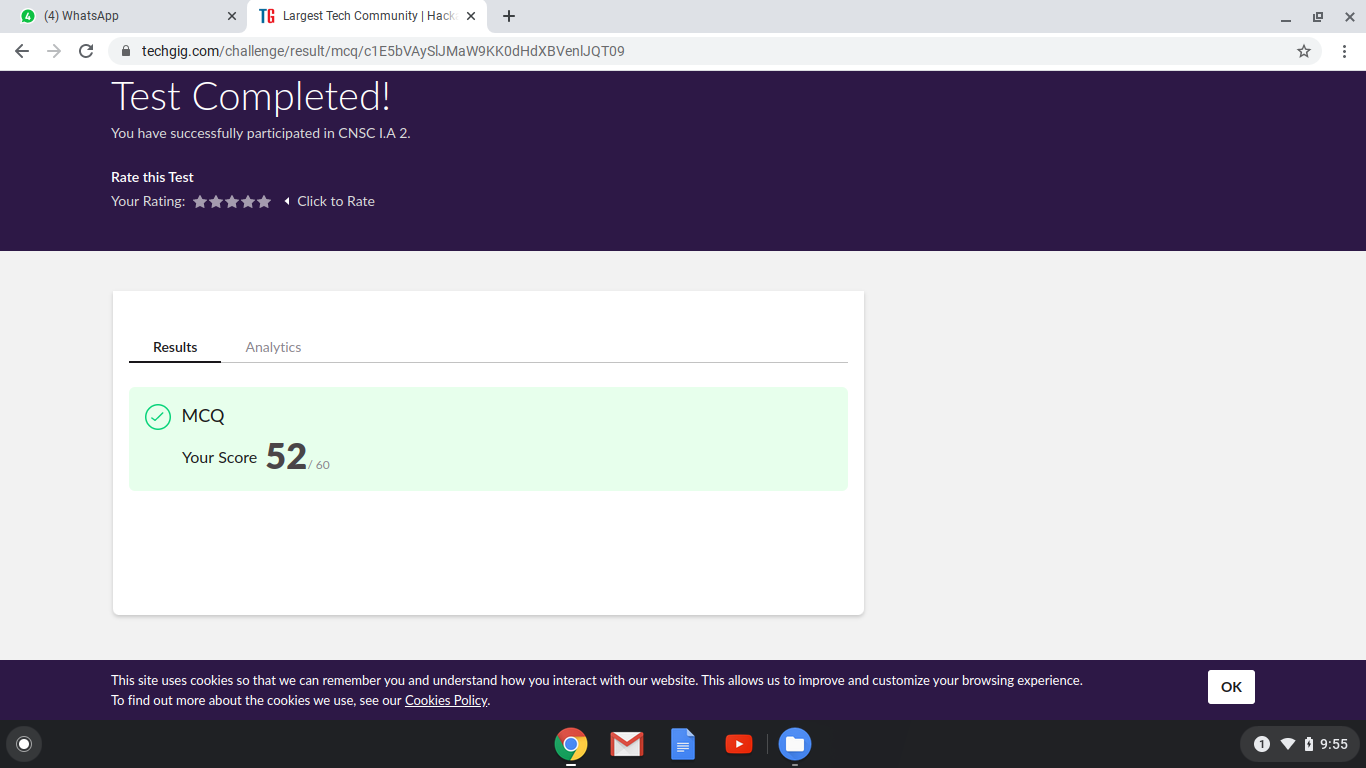 4 (4) WhatsApp
TG Largest Tech Community | Hack
techgig.com/challenge/result/mcq/c1E5bVAySlJMaW9KK0dHdXBVenlJQT09
Test Completed!
You have successfully participated in CNSC I.A 2.
Rate this Test
Your Rating: Click to Rate
Results Analytics
MCQ
Your Score 52 / 60
This site uses cookies so that we can remember you and understand how you interact with our website. This allows us to improve and customize your browsing experience.
To find out more about the cookies we use, see our Cookies Policy.
OK
1 9:55